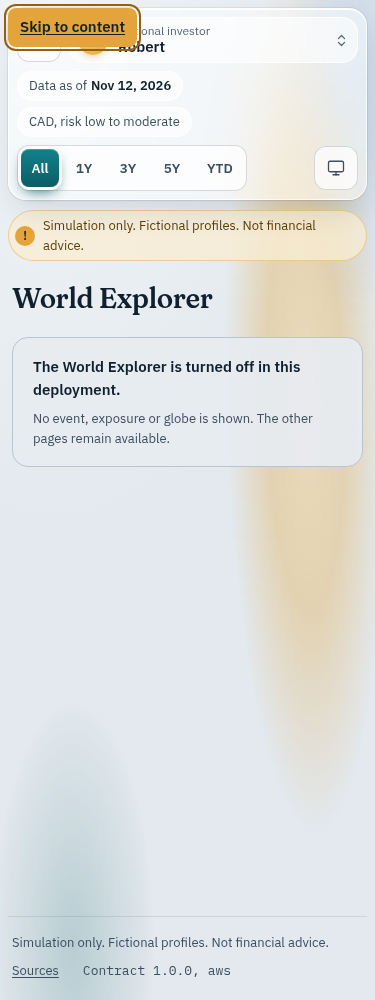 Skip to content
onal investor
Robert
Data as of Nov 12, 2026
CAD, risk low to moderate
All 1Y 3Y 5Y YTD
! Simulation only. Fictional profiles. Not financial
advice.
World Explorer
The World Explorer is turned off in this
deployment.
No event, exposure or globe is shown. The other
pages remain available.
Simulation only. Fictional profiles. Not financial advice.
Sources Contract 1.0.0, aws